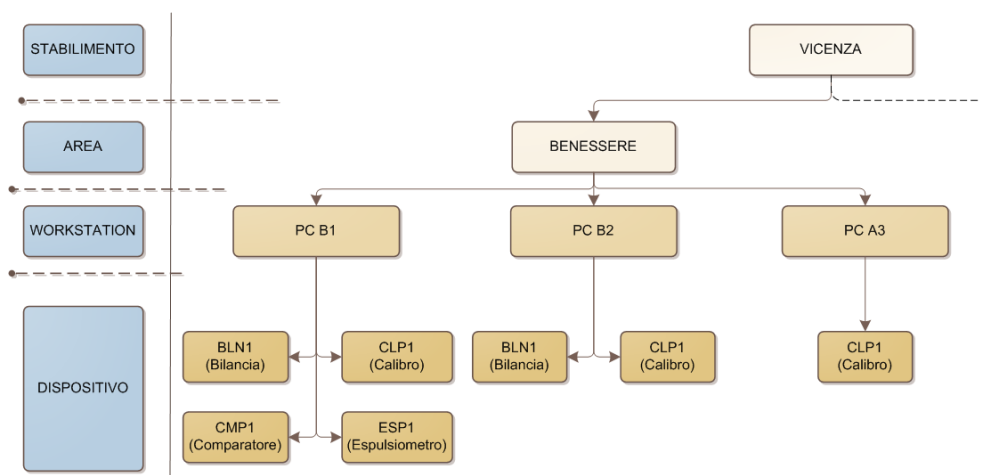 STABILIMENTO
VICENZA
AREA
BENESSERE
WORKSTATION
PC B1
PC B2
PC A3
DISPOSITIVO
BLN1
(Bilancia)
CLP1
(Calibro)
BLN1
(Bilancia)
CLP1
(Calibro)
CLP1
(Calibro)
CMP1
(Comparatore)
ESP1
(Espulsiometro)